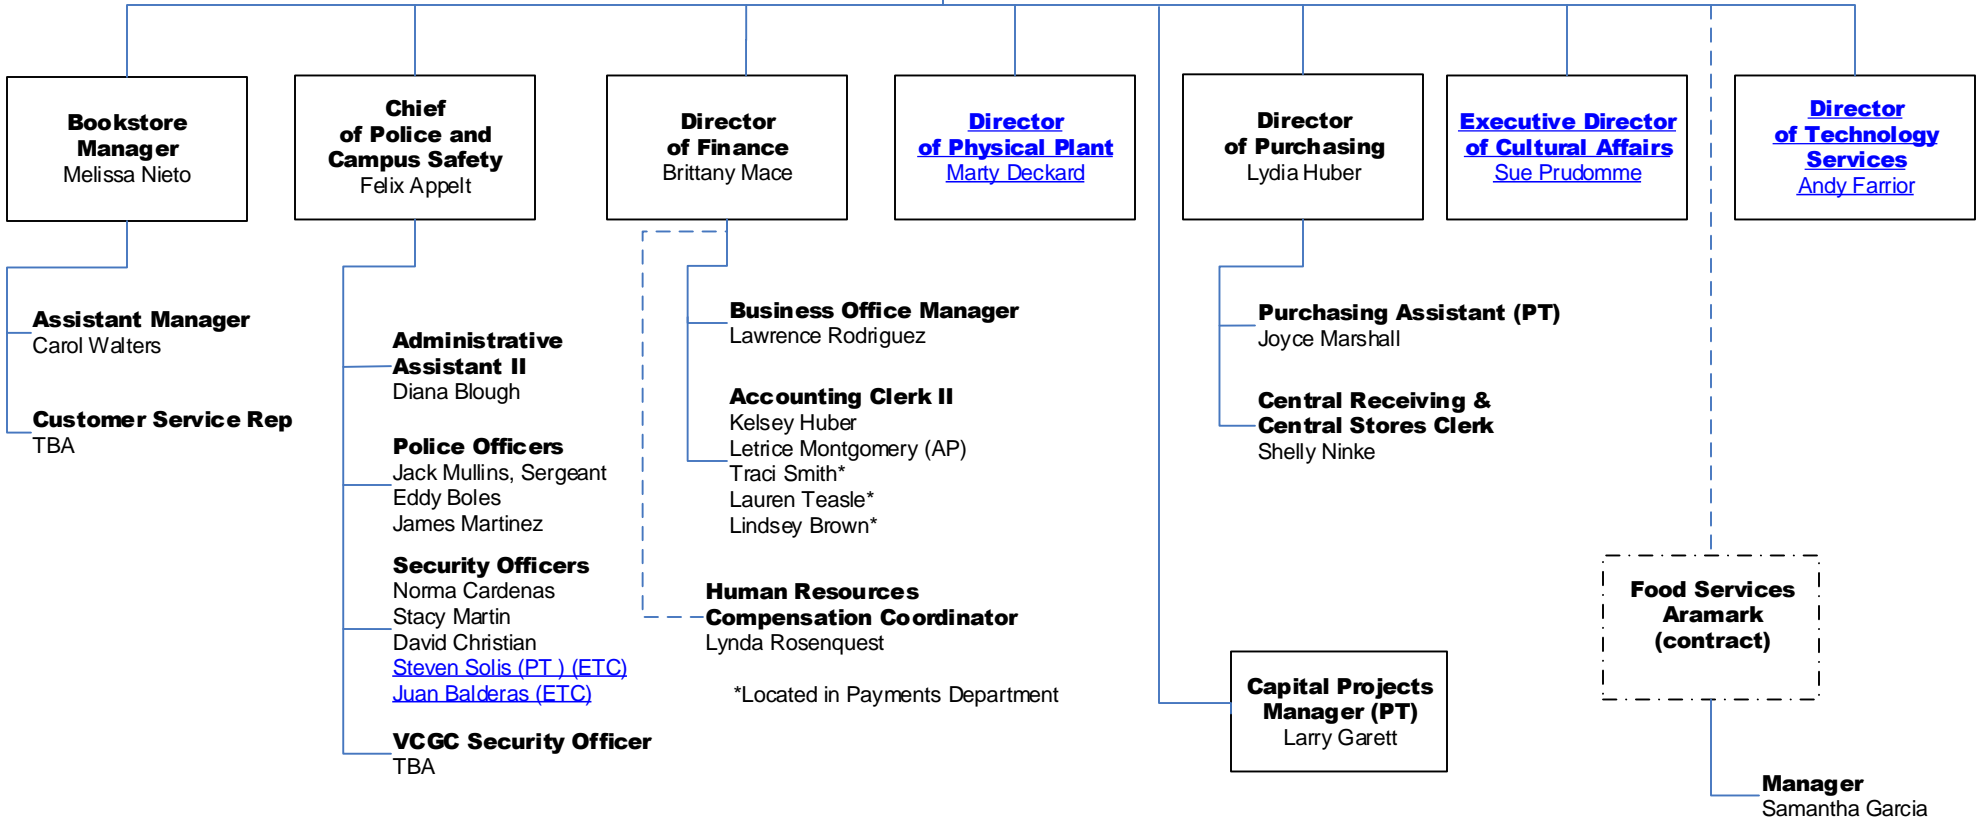 Bookstore
Manager
Melissa Nieto
Chief
of Police and
Campus Safety
Felix Appelt
Director
of Finance
Brittany Mace
Director
of Physical Plant
Marty Deckard
Director
of Purchasing
Lydia Huber
Executive Director
of Cultural Affairs
Sue Prudomme
Director
of Technology
Services
Andy Farrior
Assistant Manager
Carol Walters
Customer Service Rep
TBA
Administrative
Assistant II
Diana Blough
Police Officers
Jack Mullins, Sergeant
Eddy Boles
James Martinez
Security Officers
Norma Cardenas
Stacy Martin
David Christian
Steven Solis (PT ) (ETC)
Juan Balderas (ETC)
VCGC Security Officer
TBA
Business Office Manager
Lawrence Rodriguez
Accounting Clerk II
Kelsey Huber
Letrice Montgomery (AP)
Traci Smith*
Lauren Teasle*
Lindsey Brown*
Human Resources
Compensation Coordinator
Lynda Rosenquest
*Located in Payments Department
Purchasing Assistant (PT)
Joyce Marshall
Central Receiving &
Central Stores Clerk
Shelly Ninke
Capital Projects
Manager (PT)
Larry Garett
Food Services
Aramark
(contract)
Manager
Samantha Garcia